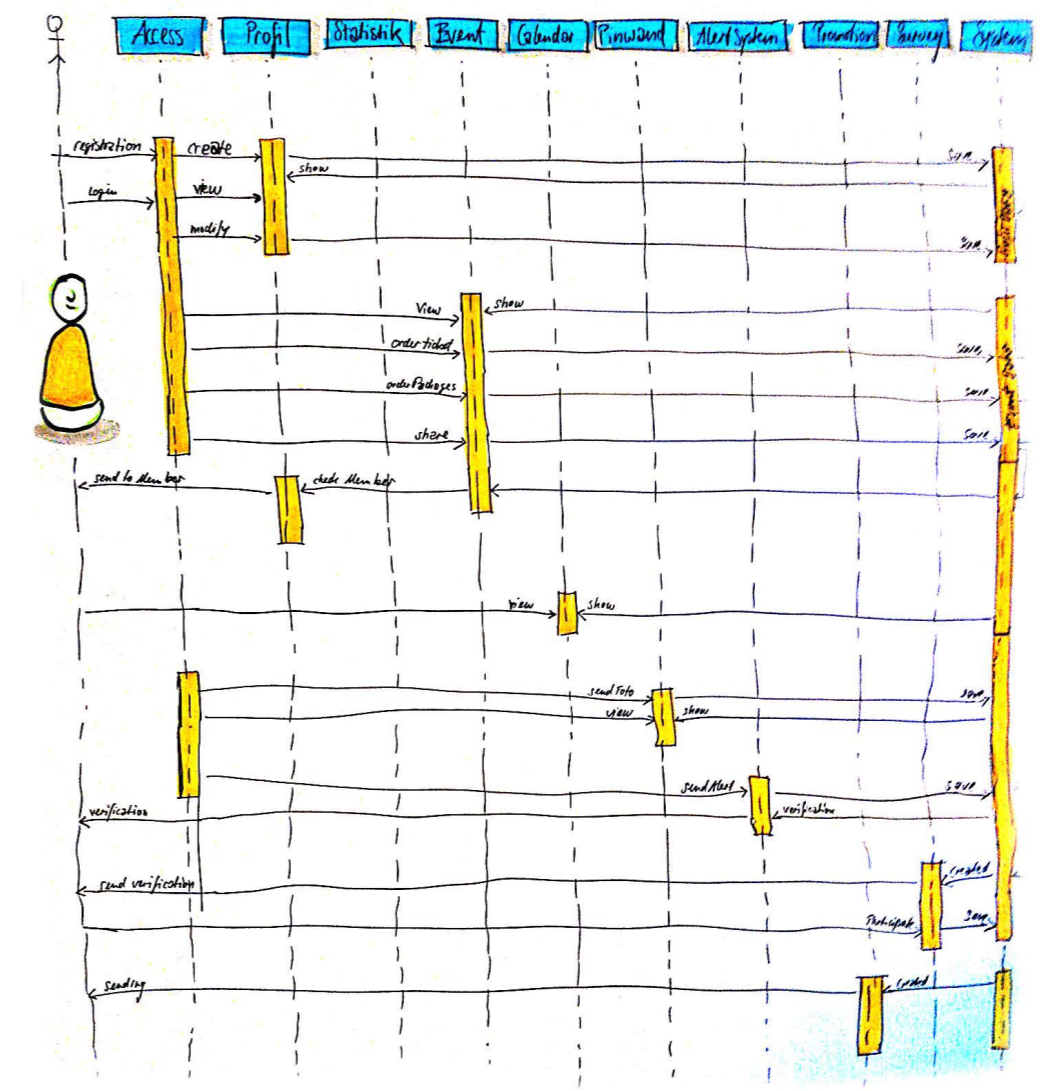 Access Profil Statistik Event Calendar Pinwand AlertSystem Promotion Survey System
registration create save
show
login view
modify save
view show
order ticket save
order Packages save
share save
send to Member check Member
view show
send Foto save
view show
send Alert save
verification verification
send verification created
Participate save
sending created